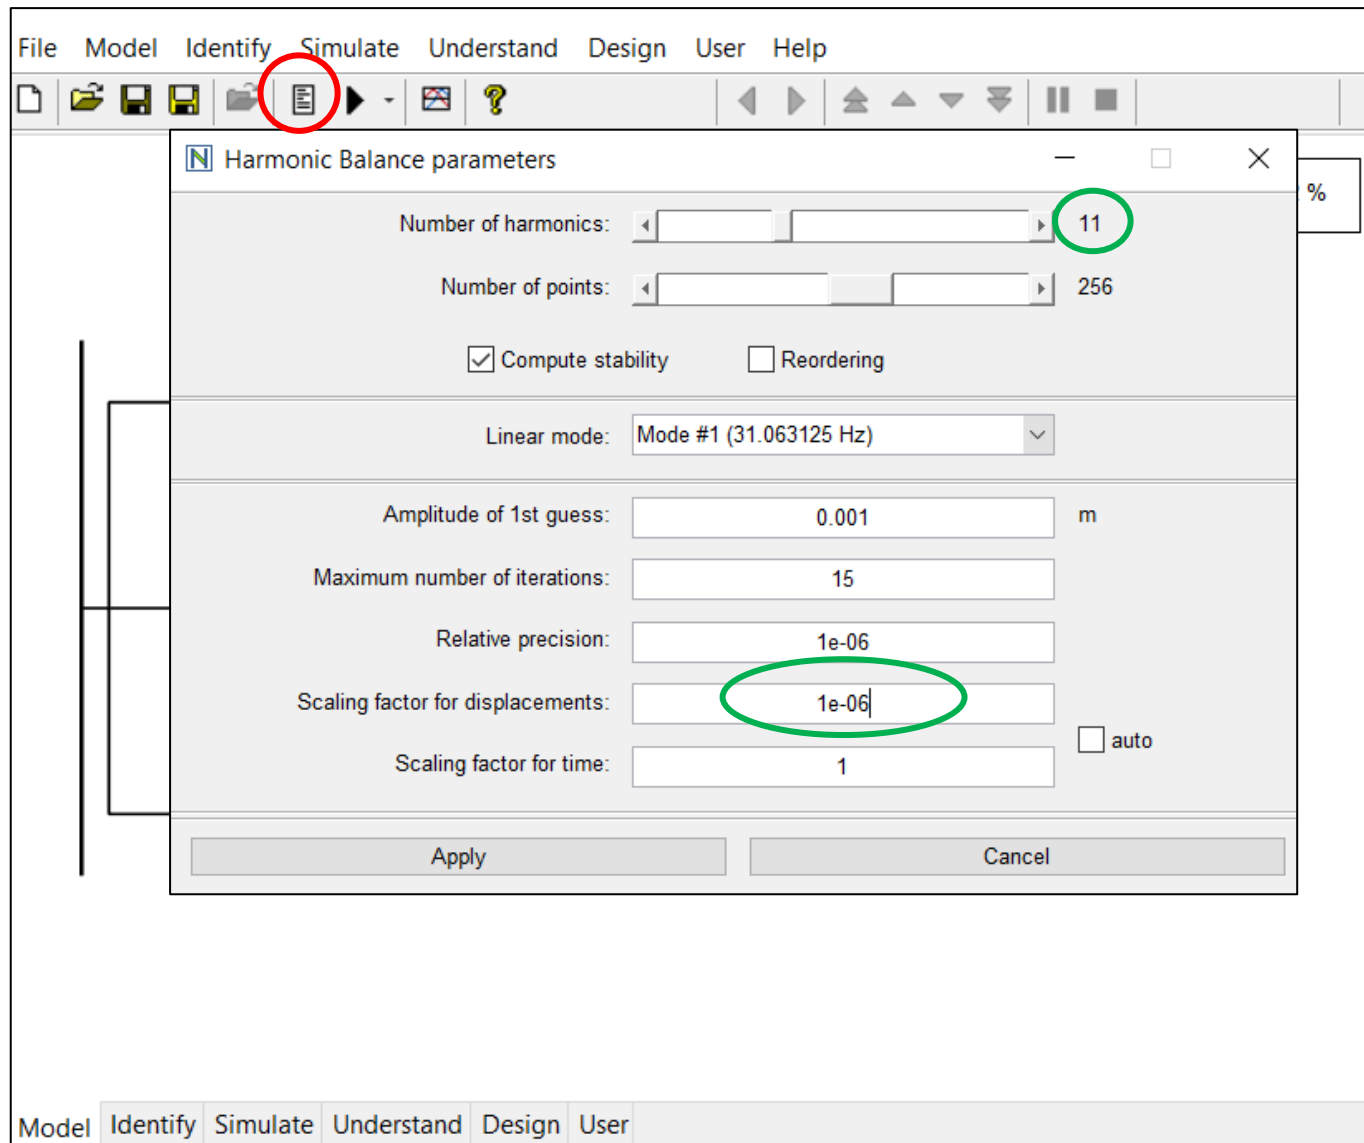 File Model Identify Simulate Understand Design User Help
Harmonic Balance parameters
%
Number of harmonics: 11
Number of points: 256
Compute stability Reordering
Linear mode: Mode #1 (31.063125 Hz)
Amplitude of 1st guess: 0.001 m
Maximum number of iterations: 15
Relative precision: 1e-06
Scaling factor for displacements: 1e-06
auto
Scaling factor for time: 1
Apply Cancel
Model Identify Simulate Understand Design User